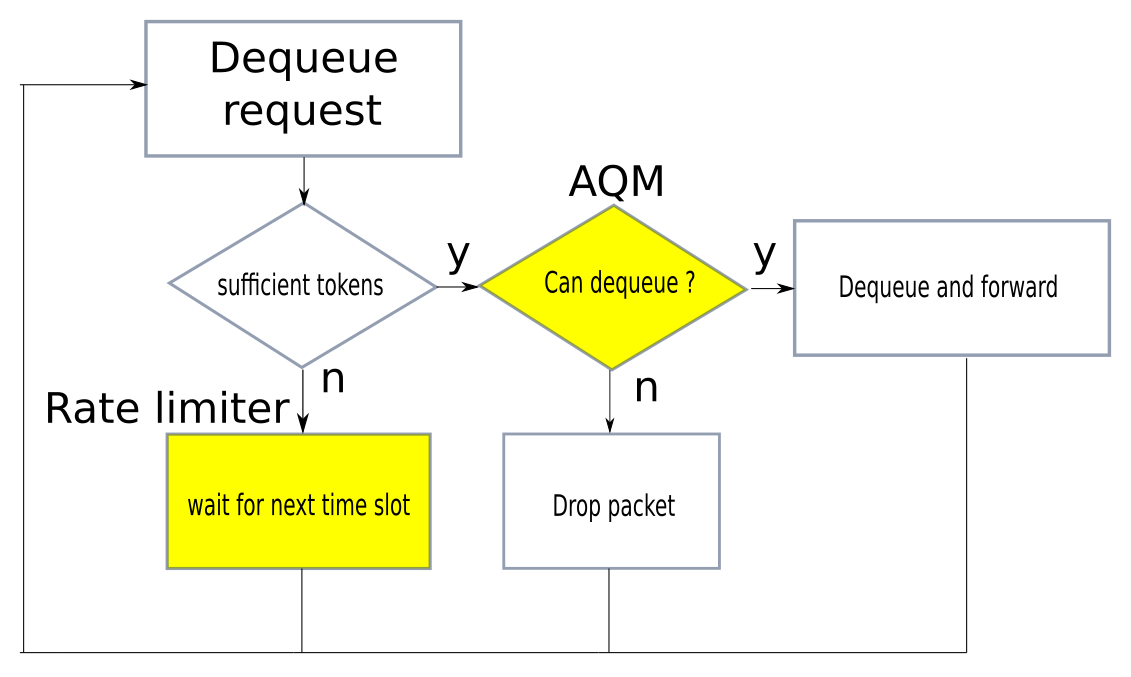 Dequeue
request
AQM
sufficient tokens
y
Can dequeue ?
y
Dequeue and forward
n
n
Rate limiter
wait for next time slot
Drop packet